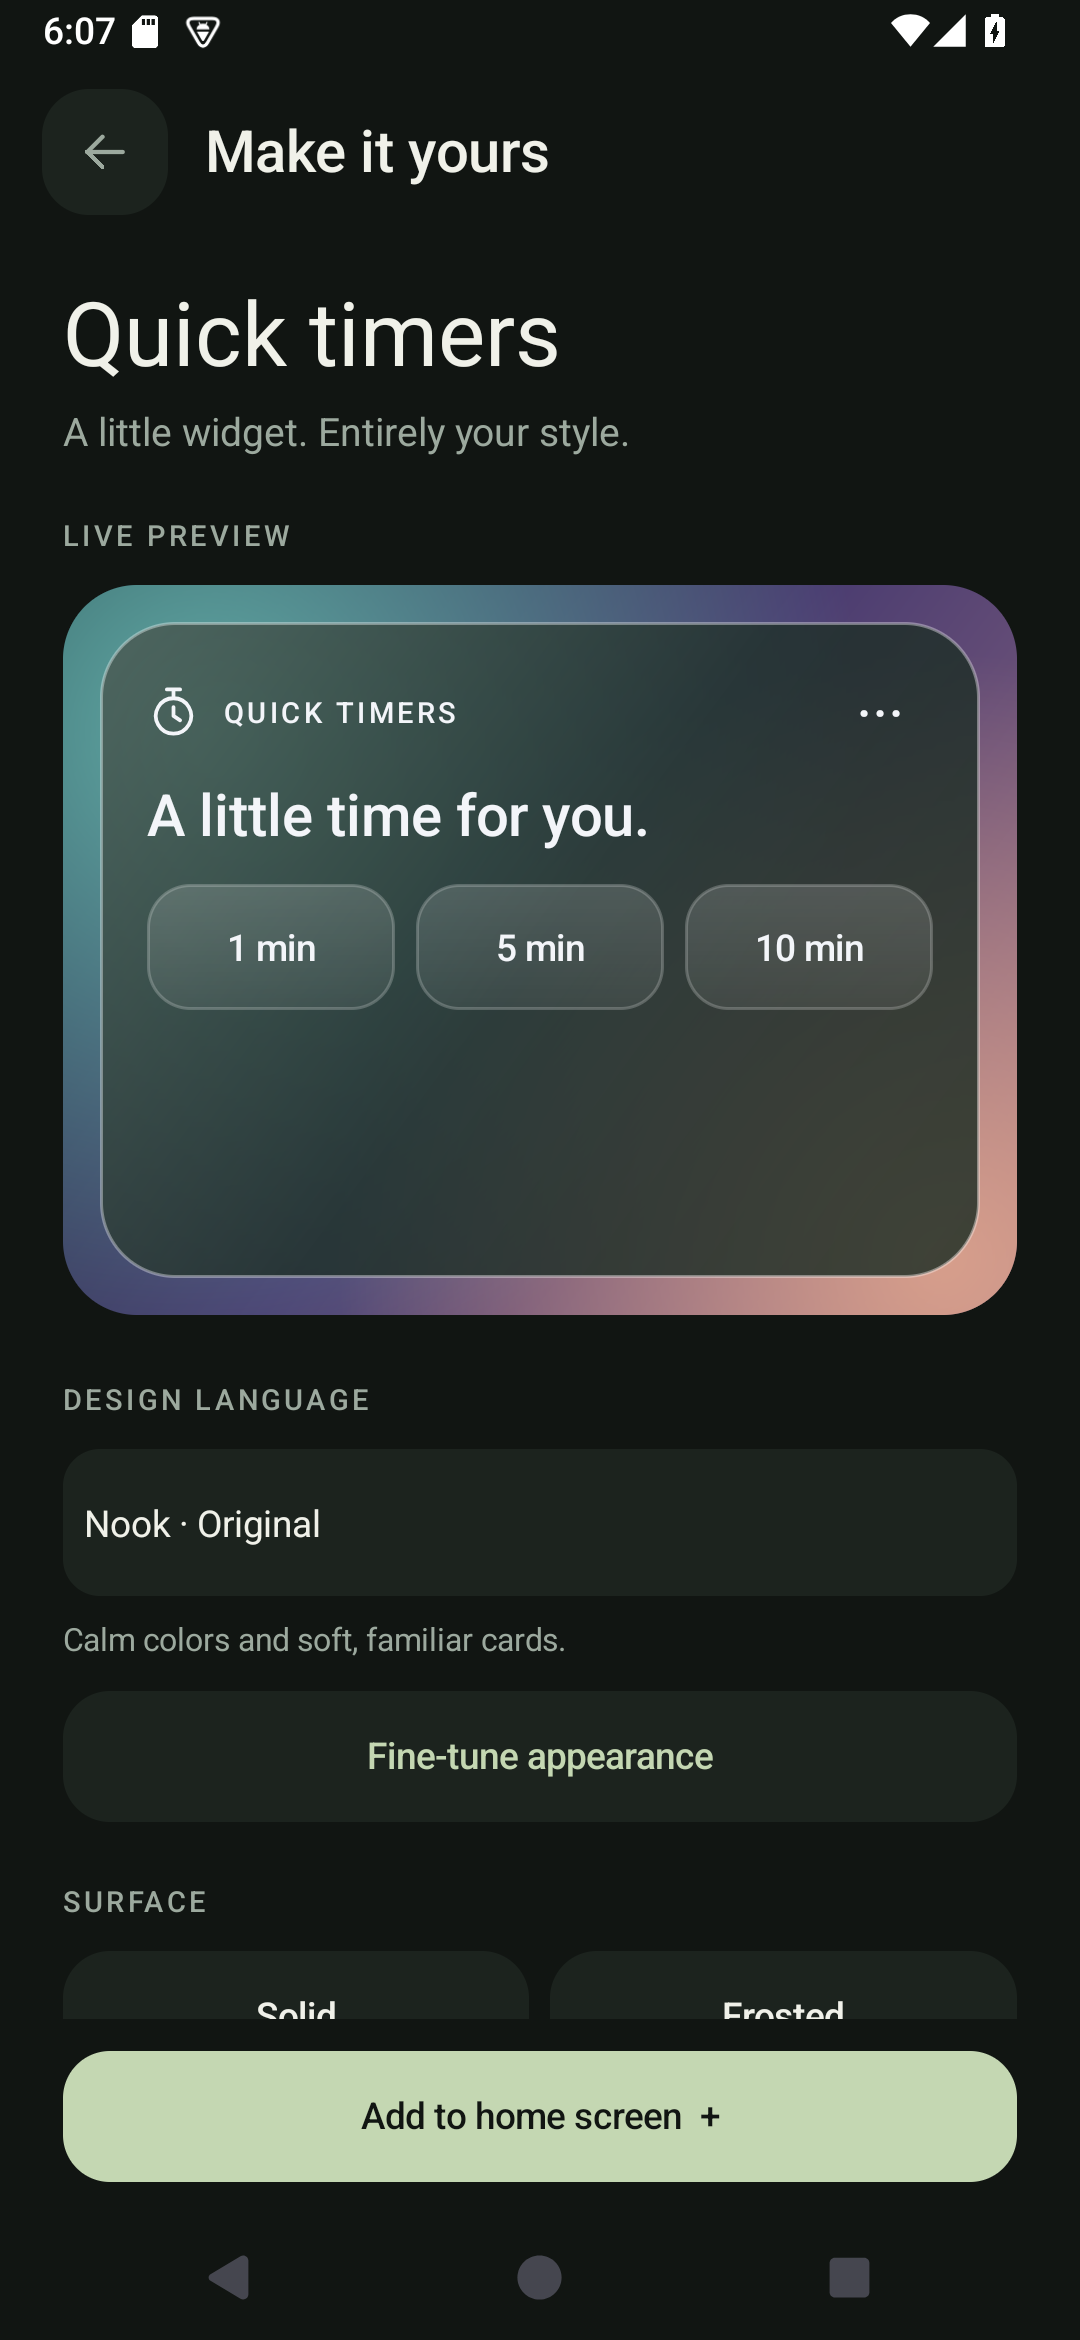 6:07
Make it yours
Quick timers
A little widget. Entirely your style.
LIVE PREVIEW
QUICK TIMERS
A little time for you.
1 min
5 min
10 min
DESIGN LANGUAGE
Nook · Original
Calm colors and soft, familiar cards.
Fine-tune appearance
SURFACE
Solid
Frosted
Add to home screen +